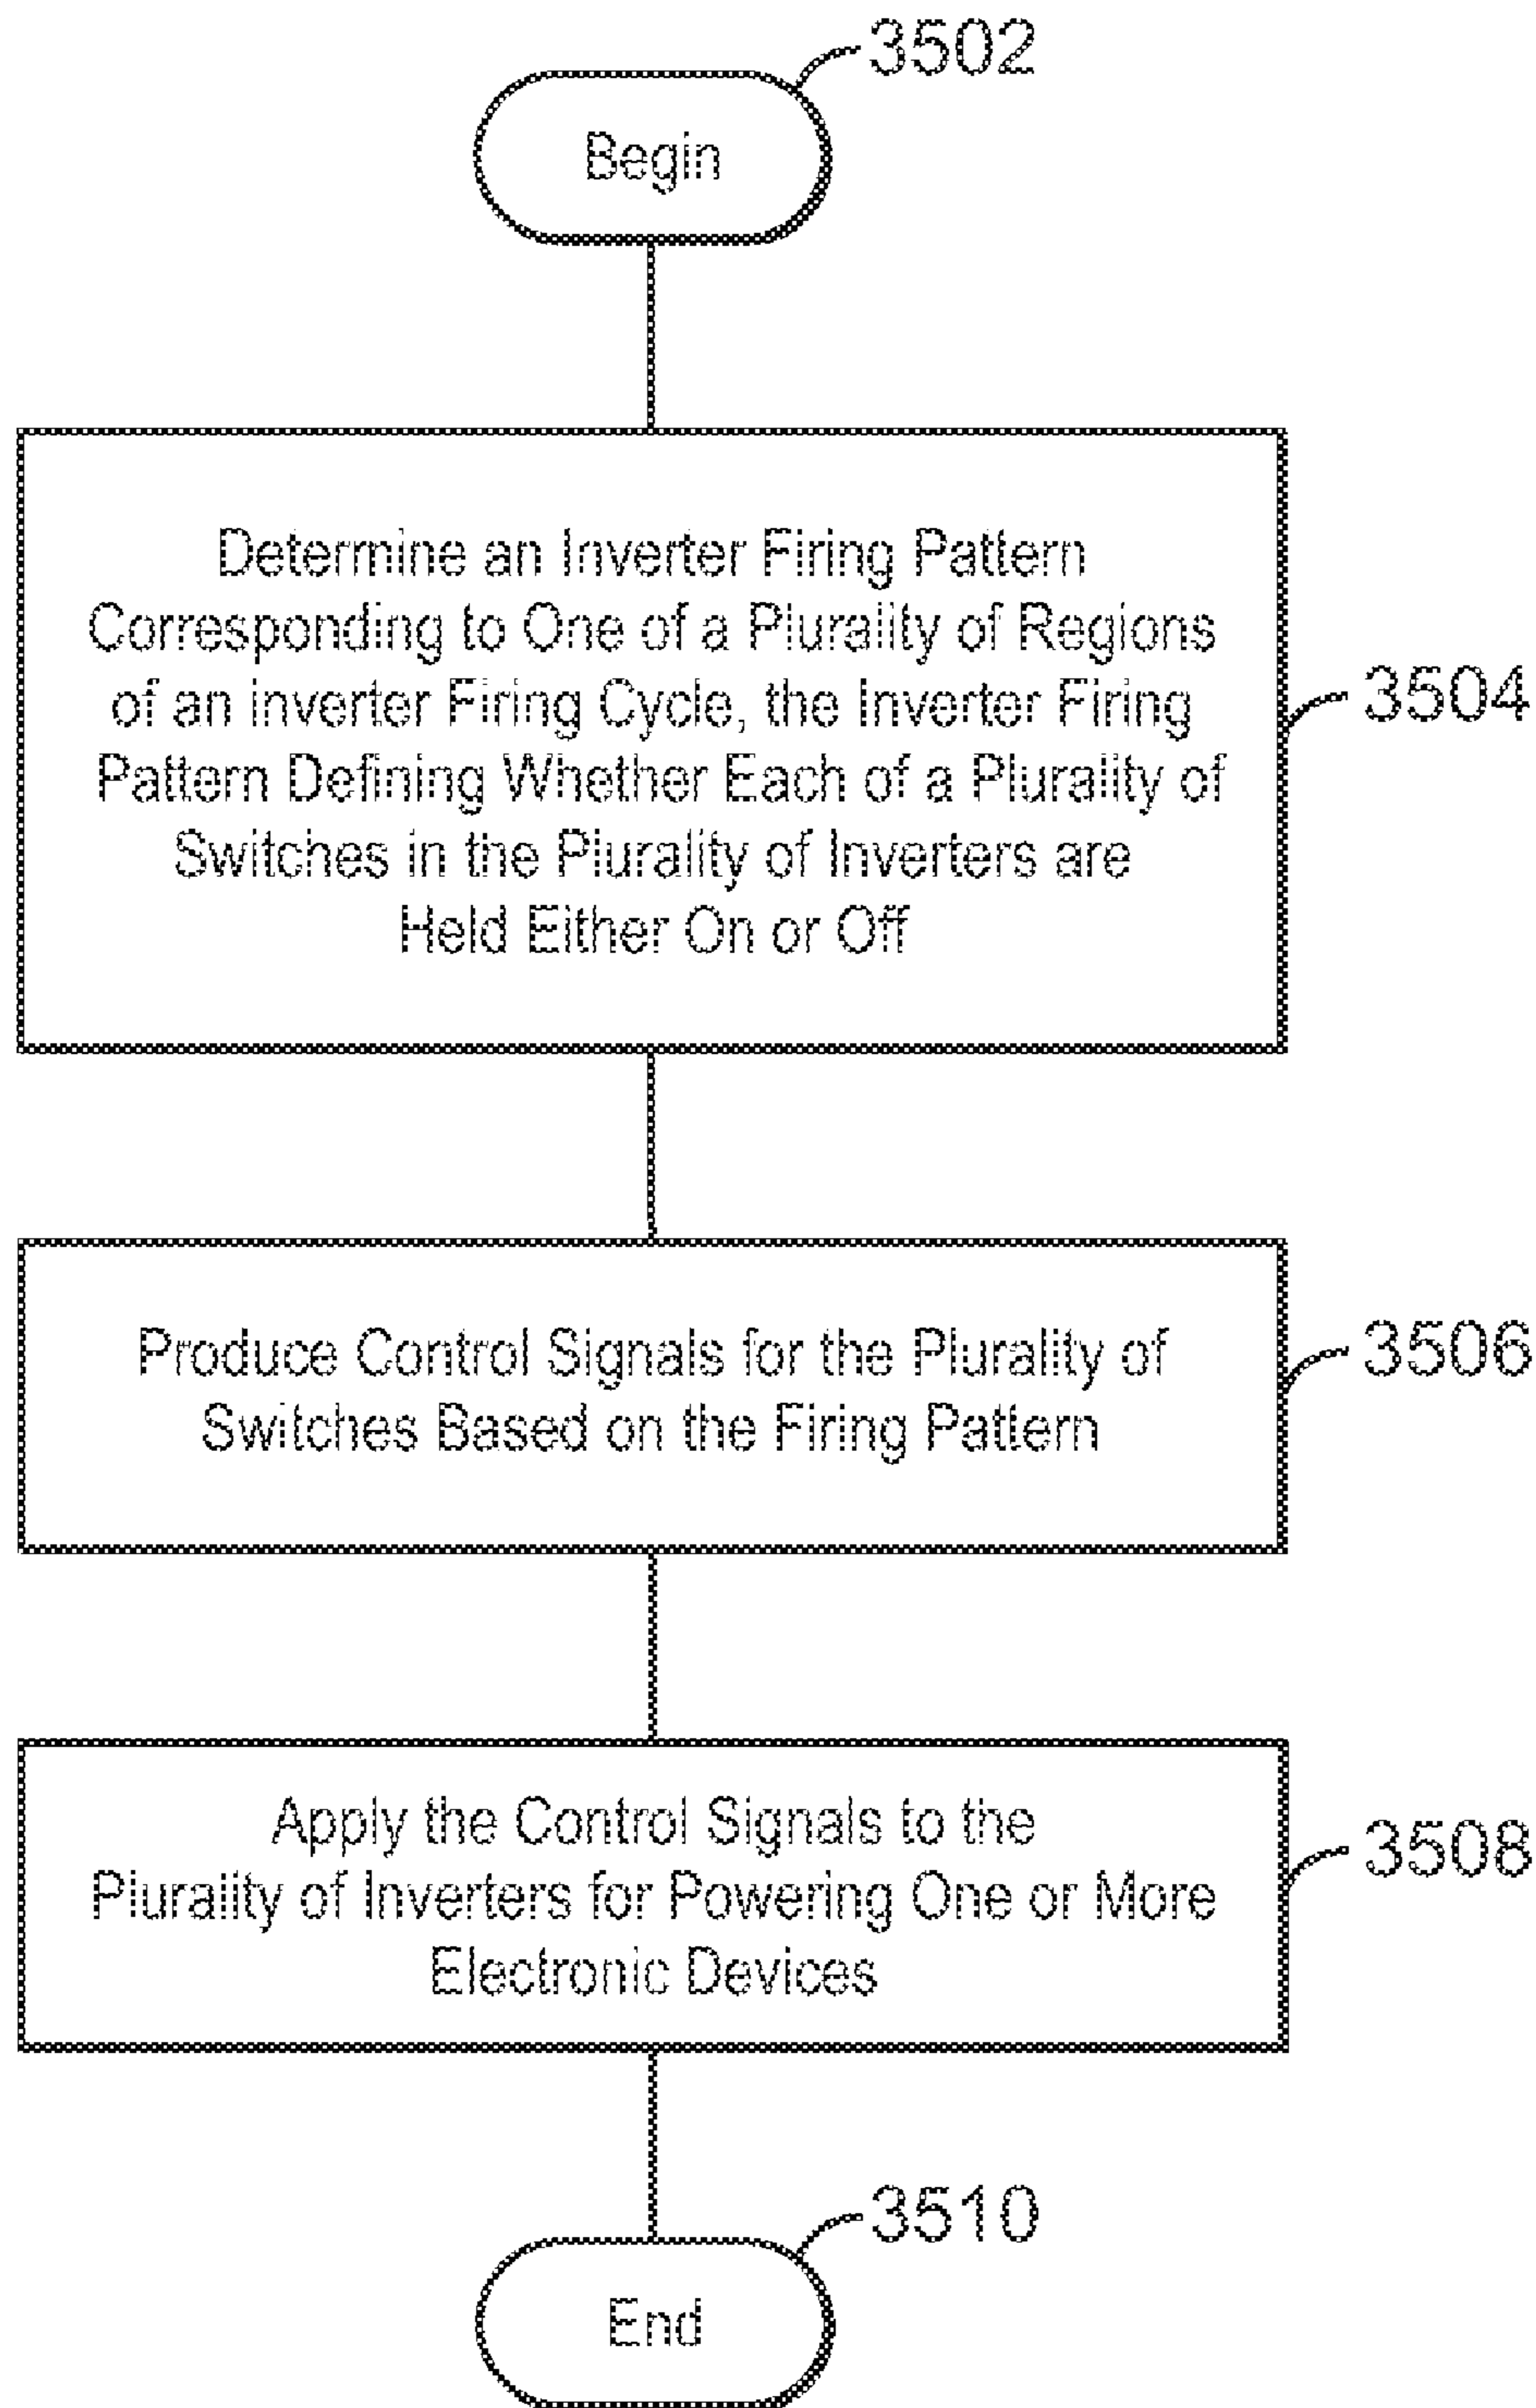 3502
Begin
Determine an Inverter Firing Pattern
Corresponding to One of a Plurality of Regions
of an inverter Firing Cycle, the Inverter Firing
Pattern Defining Whether Each of a Plurality of
Switches in the Plurality of Inverters are
Held Either On or Off
3504
Produce Control Signals for the Plurality of
Switches Based on the Firing Pattern
3506
Apply the Control Signals to the
Plurality of Inverters for Powering One or More
Electronic Devices
3508
3510
End